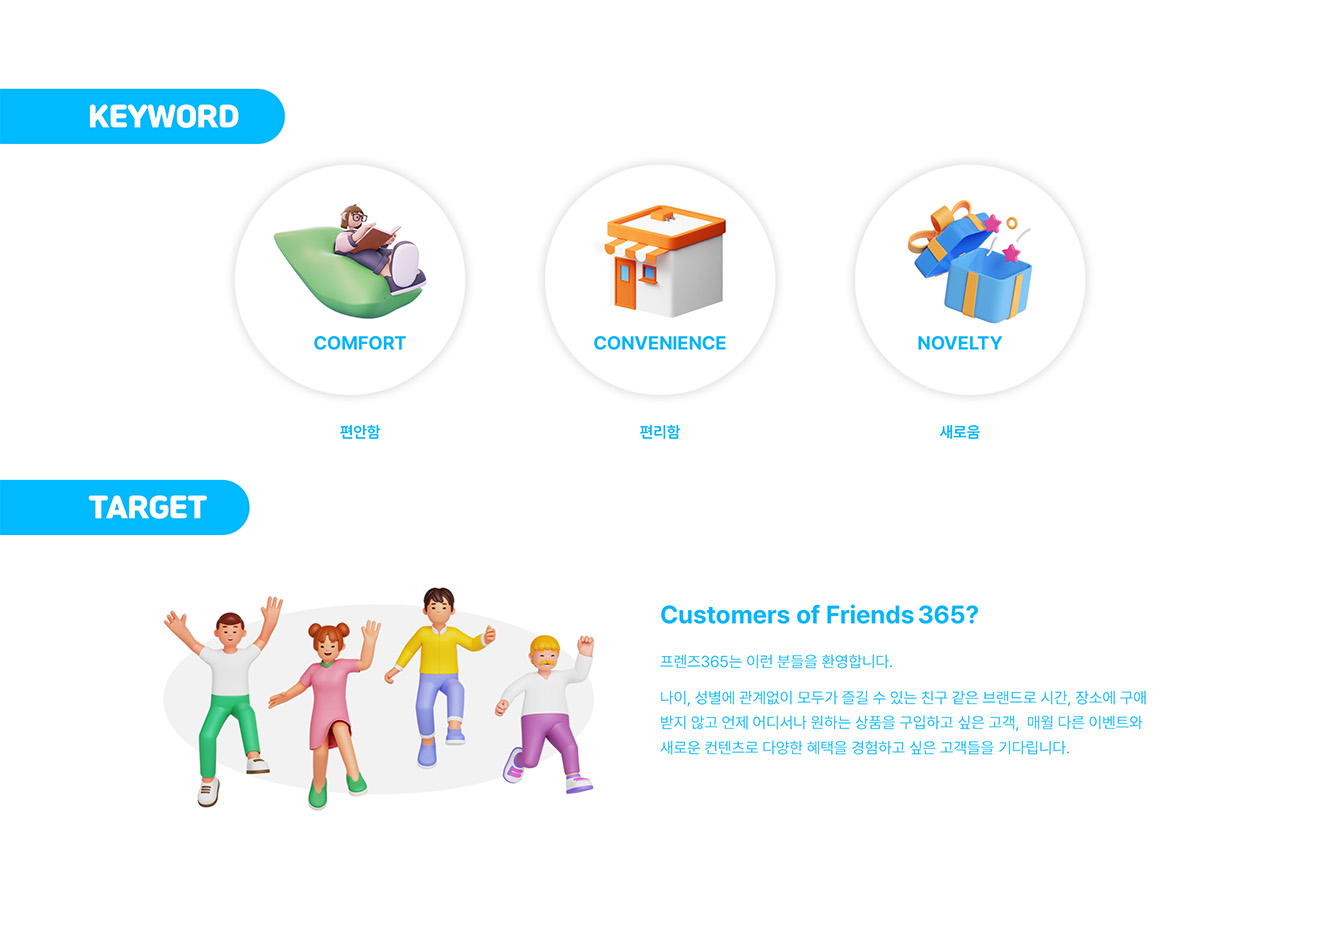 KEYWORD
COMFORT
CONVENIENCE
NOVELTY
편안함
편리함
새로움
TARGET
Customers of Friends 365?
프렌즈365는 이런 분들을 환영합니다.
나이, 성별에 관계없이 모두가 즐길 수 있는 친구 같은 브랜드로 시간, 장소에 구애
받지 않고 언제 어디서나 원하는 상품을 구입하고 싶은 고객, 매월 다른 이벤트와
새로운 컨텐츠로 다양한 혜택을 경험하고 싶은 고객들을 기다립니다.